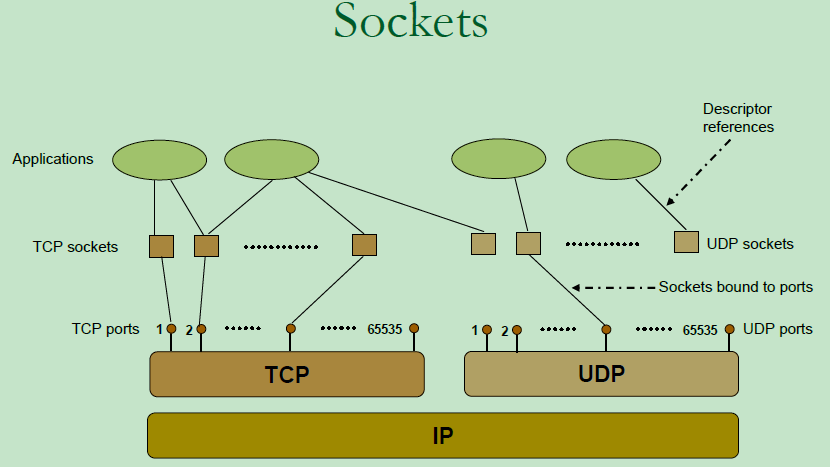 Sockets
Descriptor
references
Applications
TCP sockets
UDP sockets
Sockets bound to ports
TCP ports 1 2 65535 1 2 65535 UDP ports
TCP UDP
IP